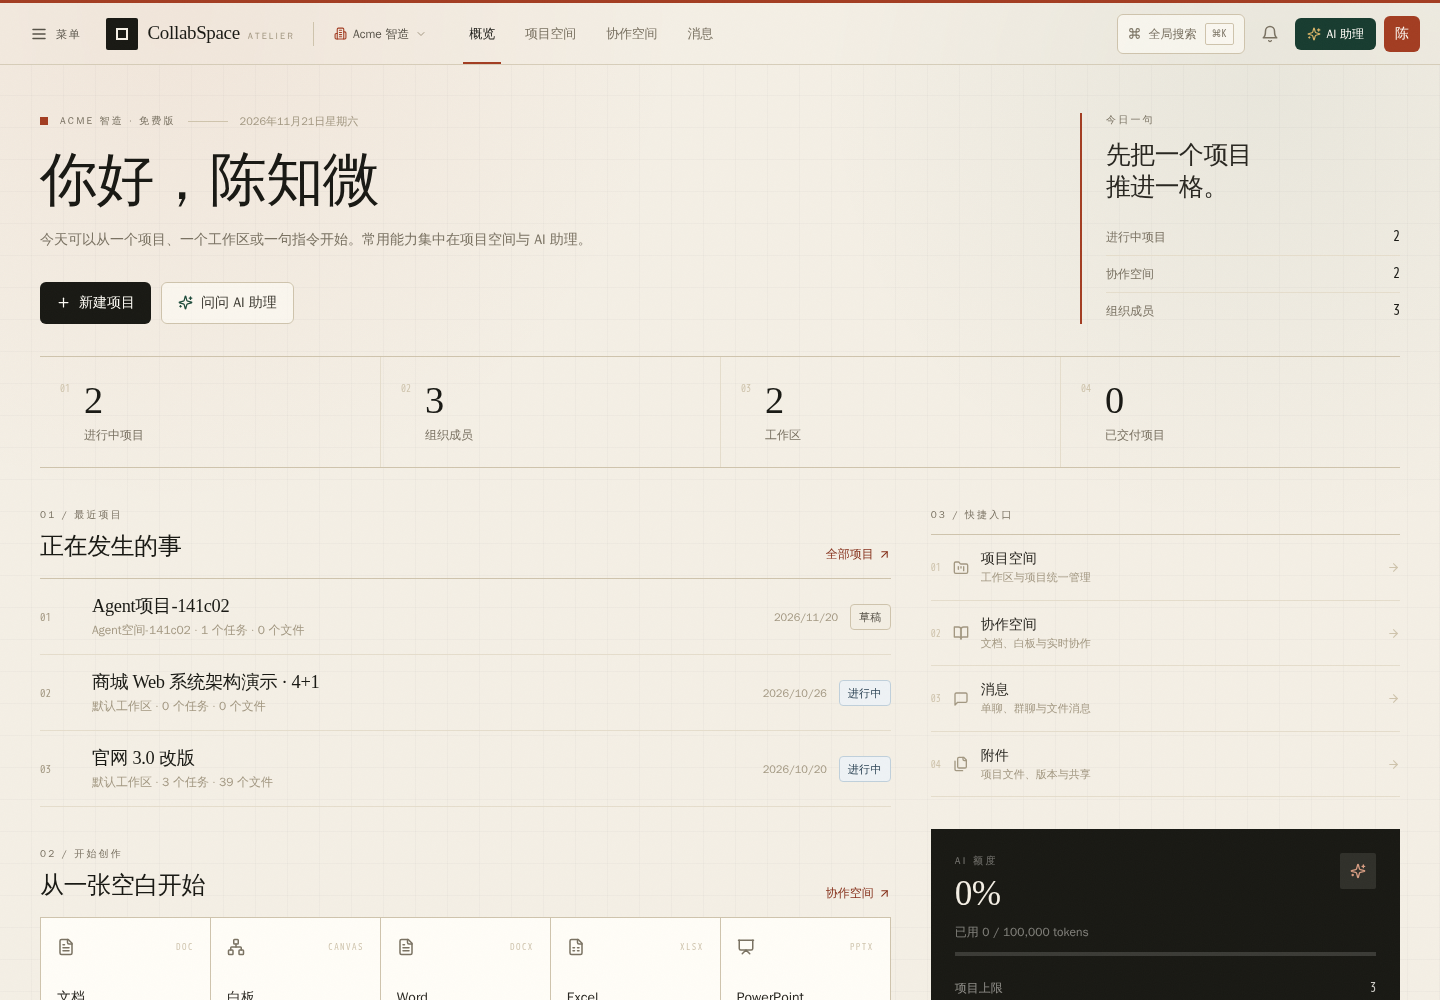 菜单
CollabSpace ATELIER
Acme 智造
概览
项目空间
协作空间
消息
全局搜索 ⌘K
AI 助理
陈
ACME 智造 · 免费版
2026年11月21日星期六
你好，陈知微
今天可以从一个项目、一个工作区或一句指令开始。常用能力集中在项目空间与 AI 助理。
新建项目
问问 AI 助理
今日一句
先把一个项目
推进一格。
进行中项目 2
协作空间 2
组织成员 3
01 2
进行中项目
02 3
组织成员
03 2
工作区
04 0
已交付项目
01 / 最近项目
正在发生的事
全部项目
01
Agent项目-141c02
Agent空间-141c02 · 1 个任务 · 0 个文件
2026/11/20 草稿
02
商城 Web 系统架构演示 · 4+1
默认工作区 · 0 个任务 · 0 个文件
2026/10/26 进行中
03
官网 3.0 改版
默认工作区 · 3 个任务 · 39 个文件
2026/10/20 进行中
02 / 开始创作
从一张空白开始
协作空间
DOC
文档
CANVAS
白板
DOCX
Word
XLSX
Excel
PPTX
PowerPoint
03 / 快捷入口
01
项目空间
工作区与项目统一管理
02
协作空间
文档、白板与实时协作
03
消息
单聊、群聊与文件消息
04
附件
项目文件、版本与共享
AI 额度
0%
已用 0 / 100,000 tokens
项目上限 3